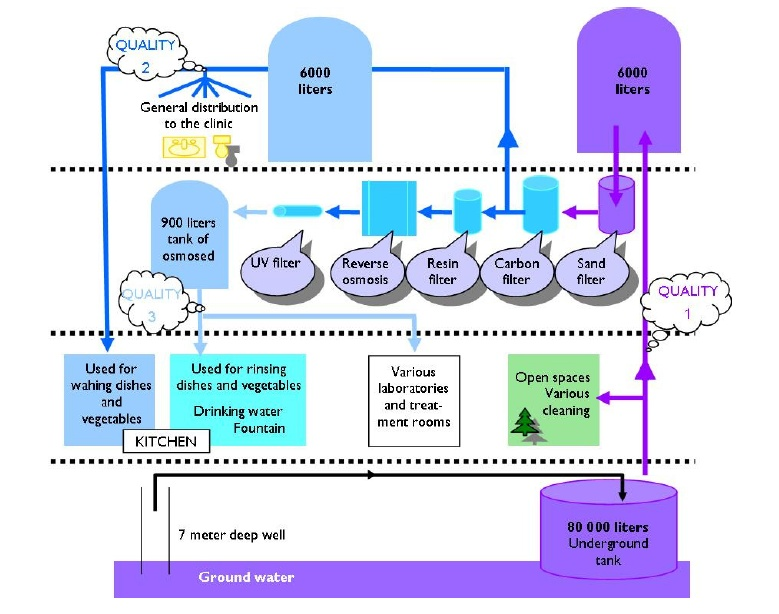 QUALITY
2
6000
liters
6000
liters
General distribution
to the clinic
900 liters
tank of
osmosed
UV filter
Reverse
osmosis
Resin
filter
Carbon
filter
Sand
filter
QUALITY
3
QUALITY
1
Used for
wahing dishes
and
vegetables
Used for rinsing
dishes and vegetables
Drinking water
Fountain
KITCHEN
Various
laboratories
and treat-
ment rooms
Open spaces
Various
cleaning
7 meter deep well
80 000 liters
Underground
tank
Ground water